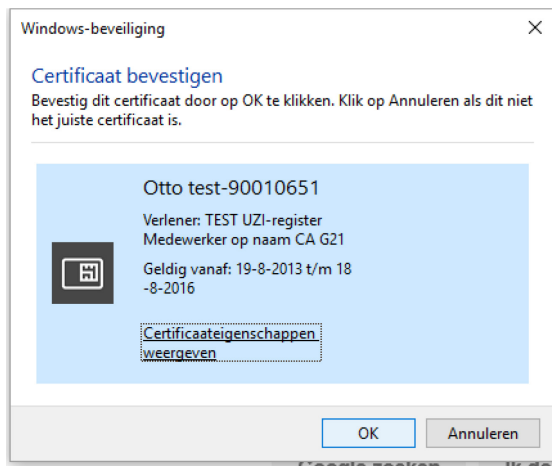 Windows-beveiliging
Certificaat bevestigen
Bevestig dit certificaat door op OK te klikken. Klik op Annuleren als dit niet
het juiste certificaat is.
Otto test-90010651
Verlener: TEST UZI-register
Medewerker op naam CA G21
Geldig vanaf: 19-8-2013 t/m 18
-8-2016
Certificaateigenschappen
weergeven
OK
Annuleren
Google zoeken